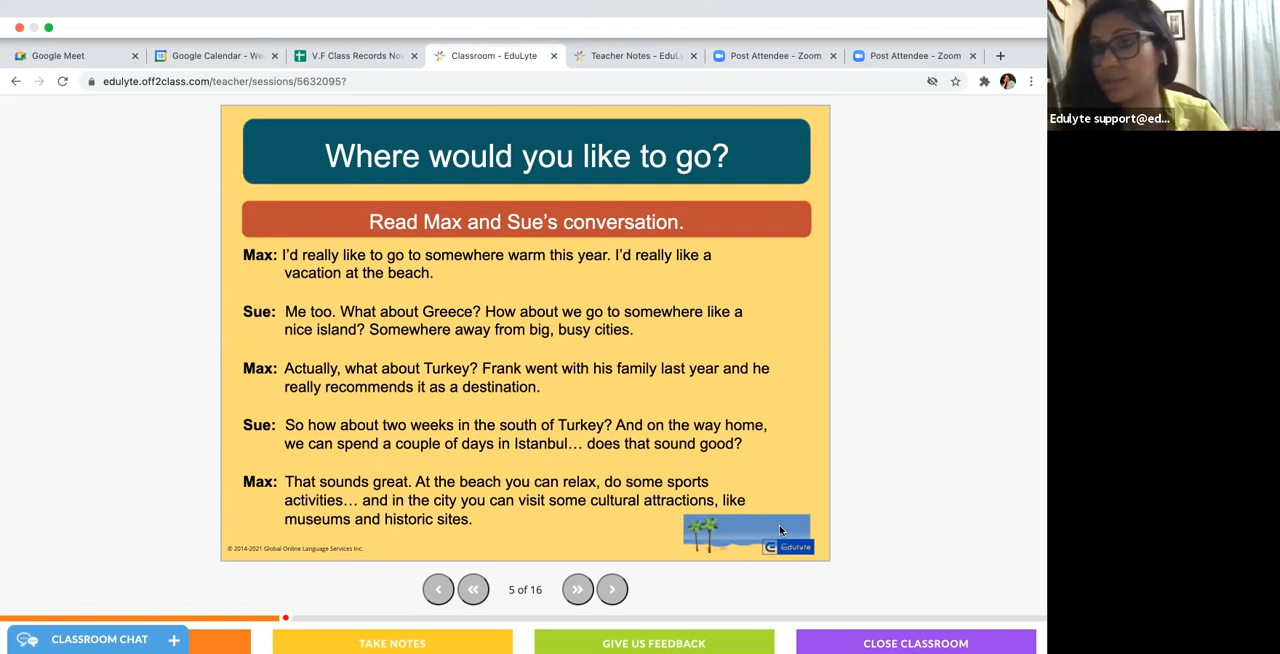 Google Meet
Google Calendar - We
V.F Class Records No
Classroom - EduLyte
Teacher Notes - EduL
Post Attendee - Zoom
Post Attendee - Zoom
edulyte.off2class.com/teacher/sessions/5632095?
Edulyte support@ed...
Where would you like to go?
Read Max and Sue's conversation.
Max: I'd really like to go to somewhere warm this year. I'd really like a
vacation at the beach.
Sue: Me too. What about Greece? How about we go to somewhere like a
nice island? Somewhere away from big, busy cities.
Max: Actually, what about Turkey? Frank went with his family last year and he
really recommends it as a destination.
Sue: So how about two weeks in the south of Turkey? And on the way home,
we can spend a couple of days in Istanbul… does that sound good?
Max: That sounds great. At the beach you can relax, do some sports
activities… and in the city you can visit some cultural attractions, like
museums and historic sites.
Edulyte
© 2014-2021 Global Online Language Services Inc.
5 of 16
CLASSROOM CHAT +
TAKE NOTES
GIVE US FEEDBACK
CLOSE CLASSROOM